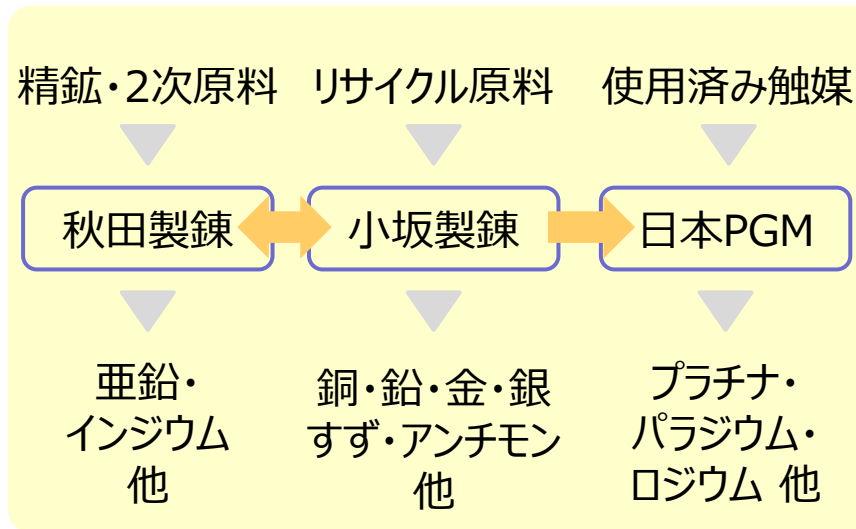 精鉱・2次原料
リサイクル原料
使用済み触媒
秋田製錬
小坂製錬
日本PGM
亜鉛・
インジウム
他
銅・鉛・金・銀
すず・アンチモン
他
プラチナ・
パラジウム・
ロジウム 他